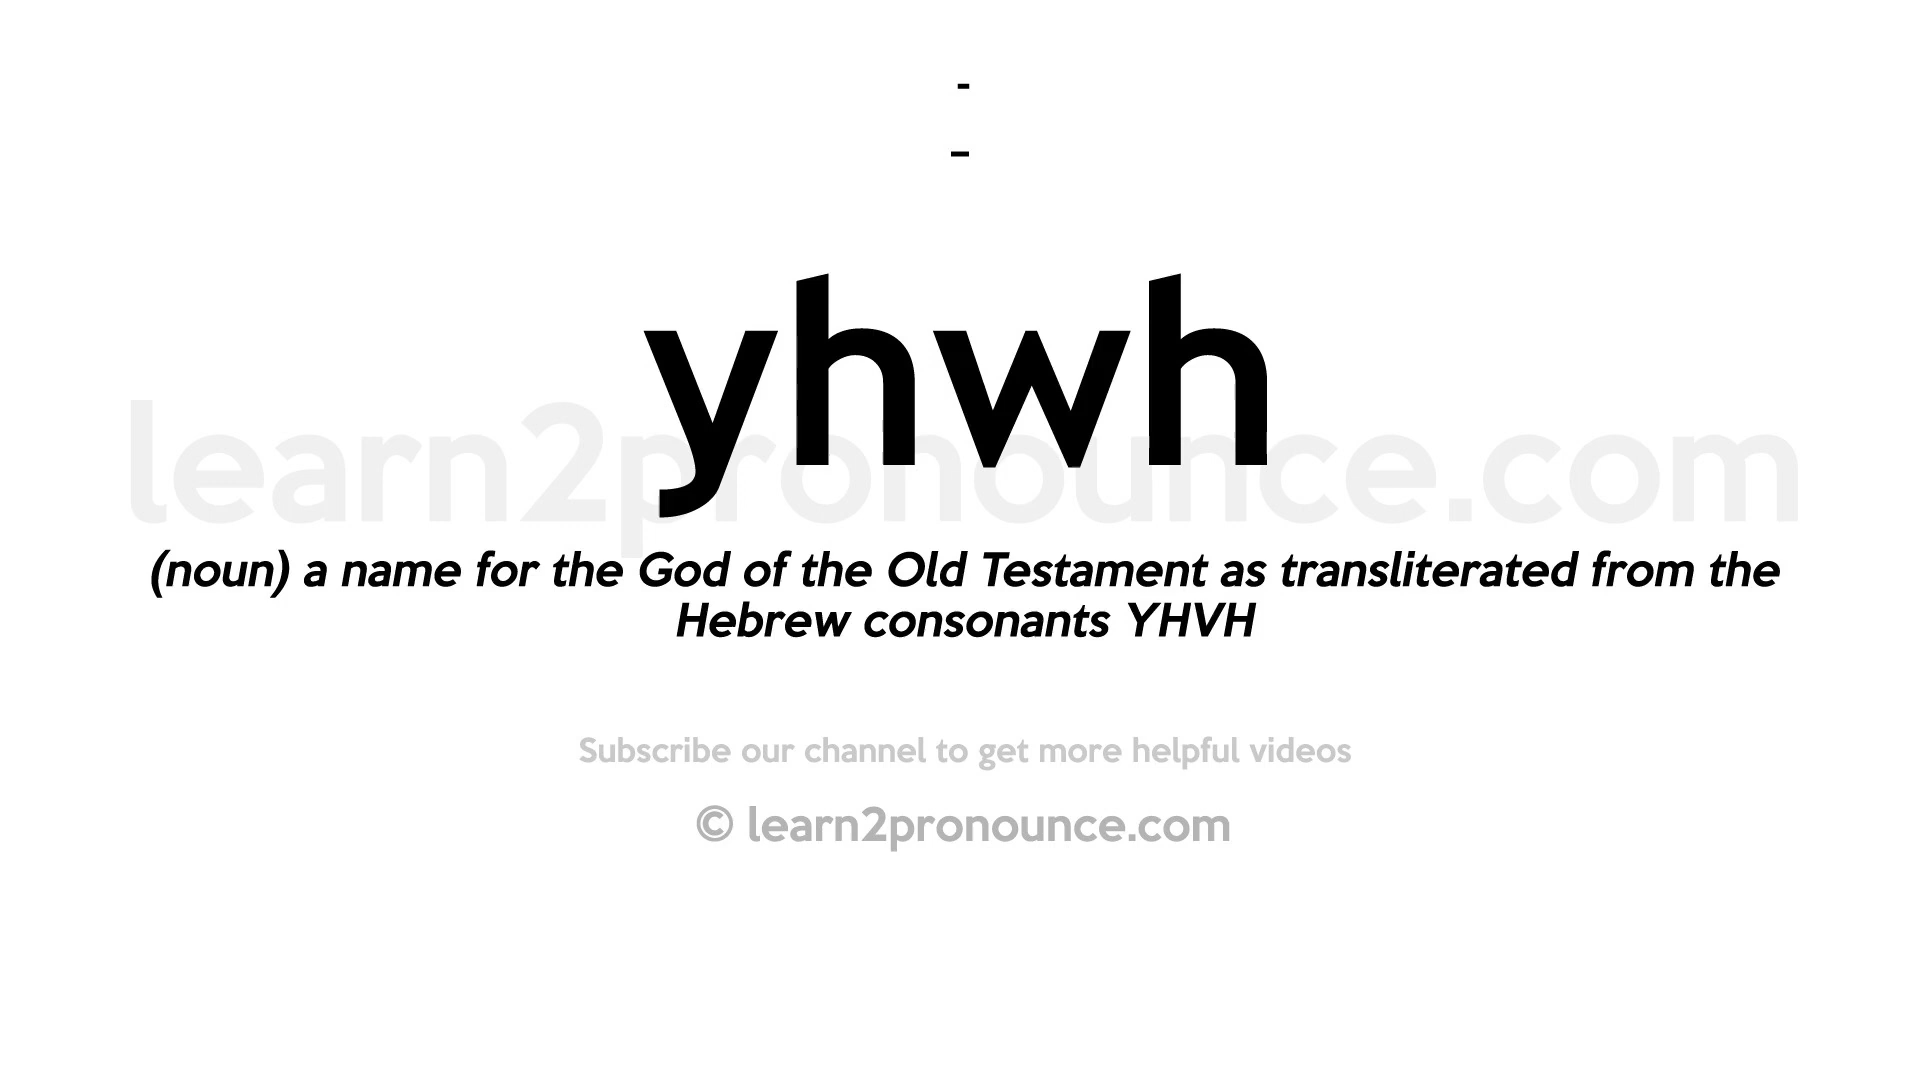 -
–
yhwh
learn2pronounce.com
(noun) a name for the God of the Old Testament as transliterated from the
Hebrew consonants YHVH
Subscribe our channel to get more helpful videos
© learn2pronounce.com